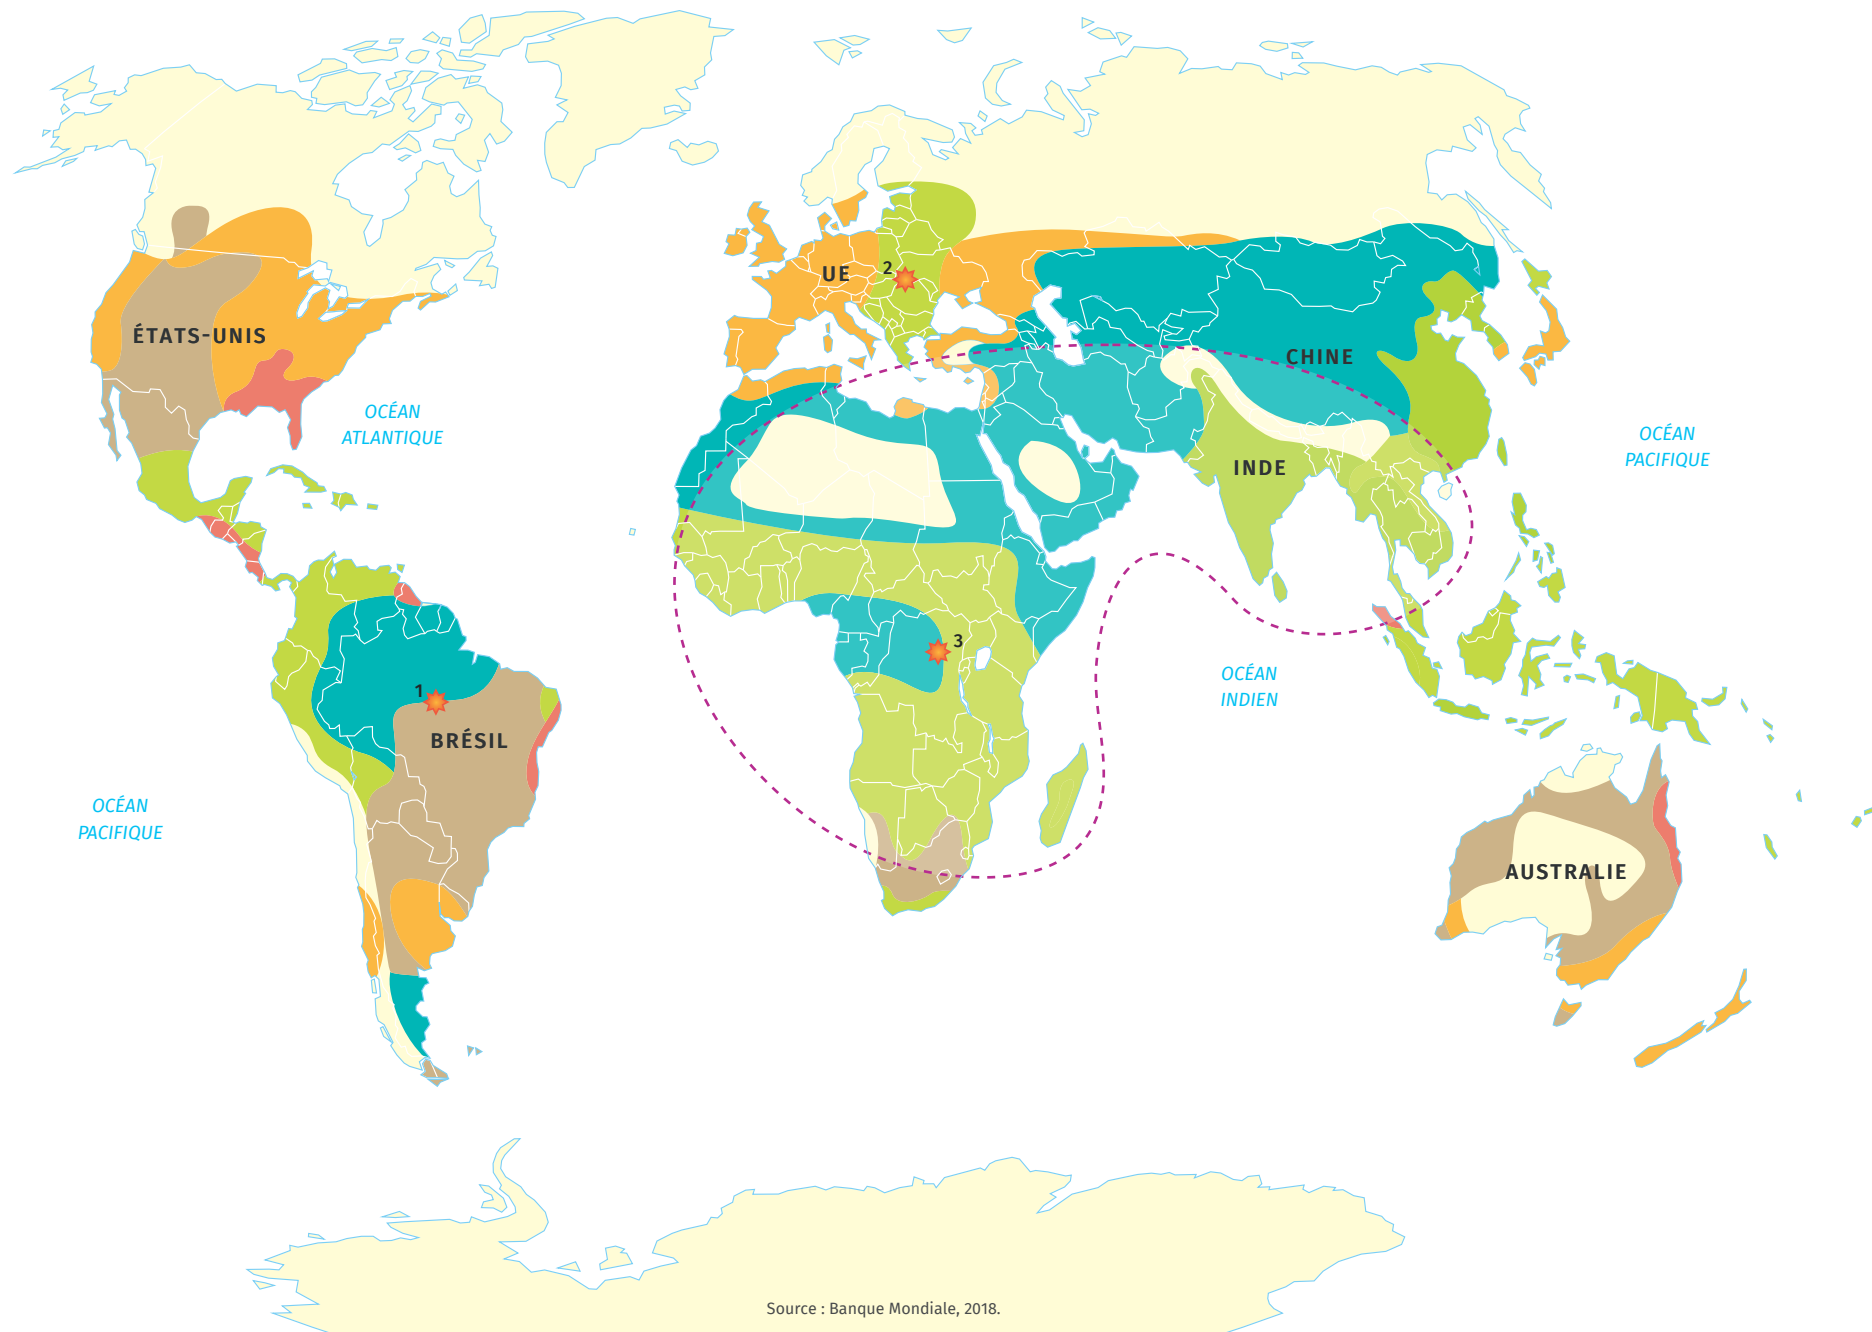 UE
2
ÉTATS-UNIS
CHINE
OCÉAN
ATLANTIQUE
OCÉAN
PACIFIQUE
INDE
3
OCÉAN
INDIEN
1
BRÉSIL
OCÉAN
PACIFIQUE
AUSTRALIE
Source : Banque Mondiale, 2018.